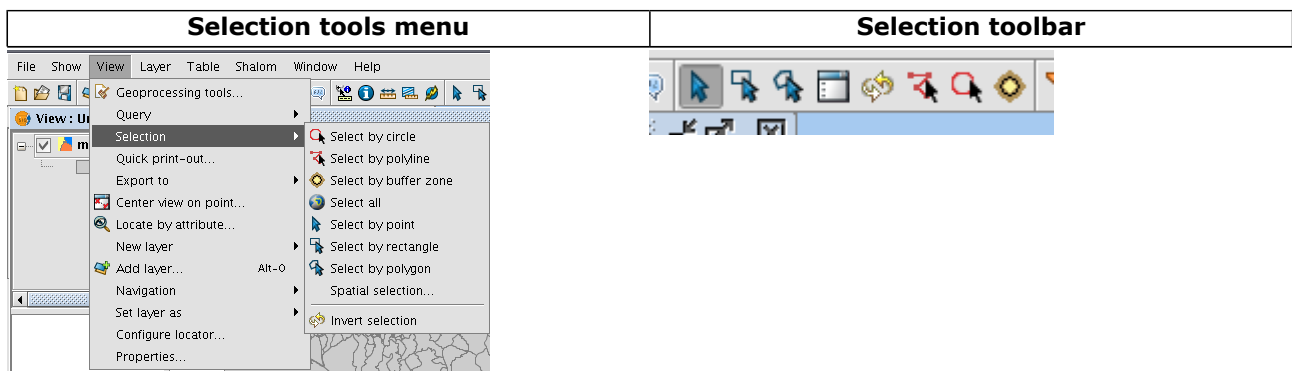 Selection tools menu Selection toolbar
File Show View Layer Table Shalom Window Help
Geoprocessing tools...
View : Un
Query
Selection
Select by circle
m
Quick print-out...
Select by polyline
Export to
Select by buffer zone
Center view on point...
Select all
Locate by attribute...
Select by point
New layer
Select by rectangle
Add layer... Alt-O
Select by polygon
Navigation
Spatial selection...
Set layer as
Invert selection
Configure locator...
Properties...